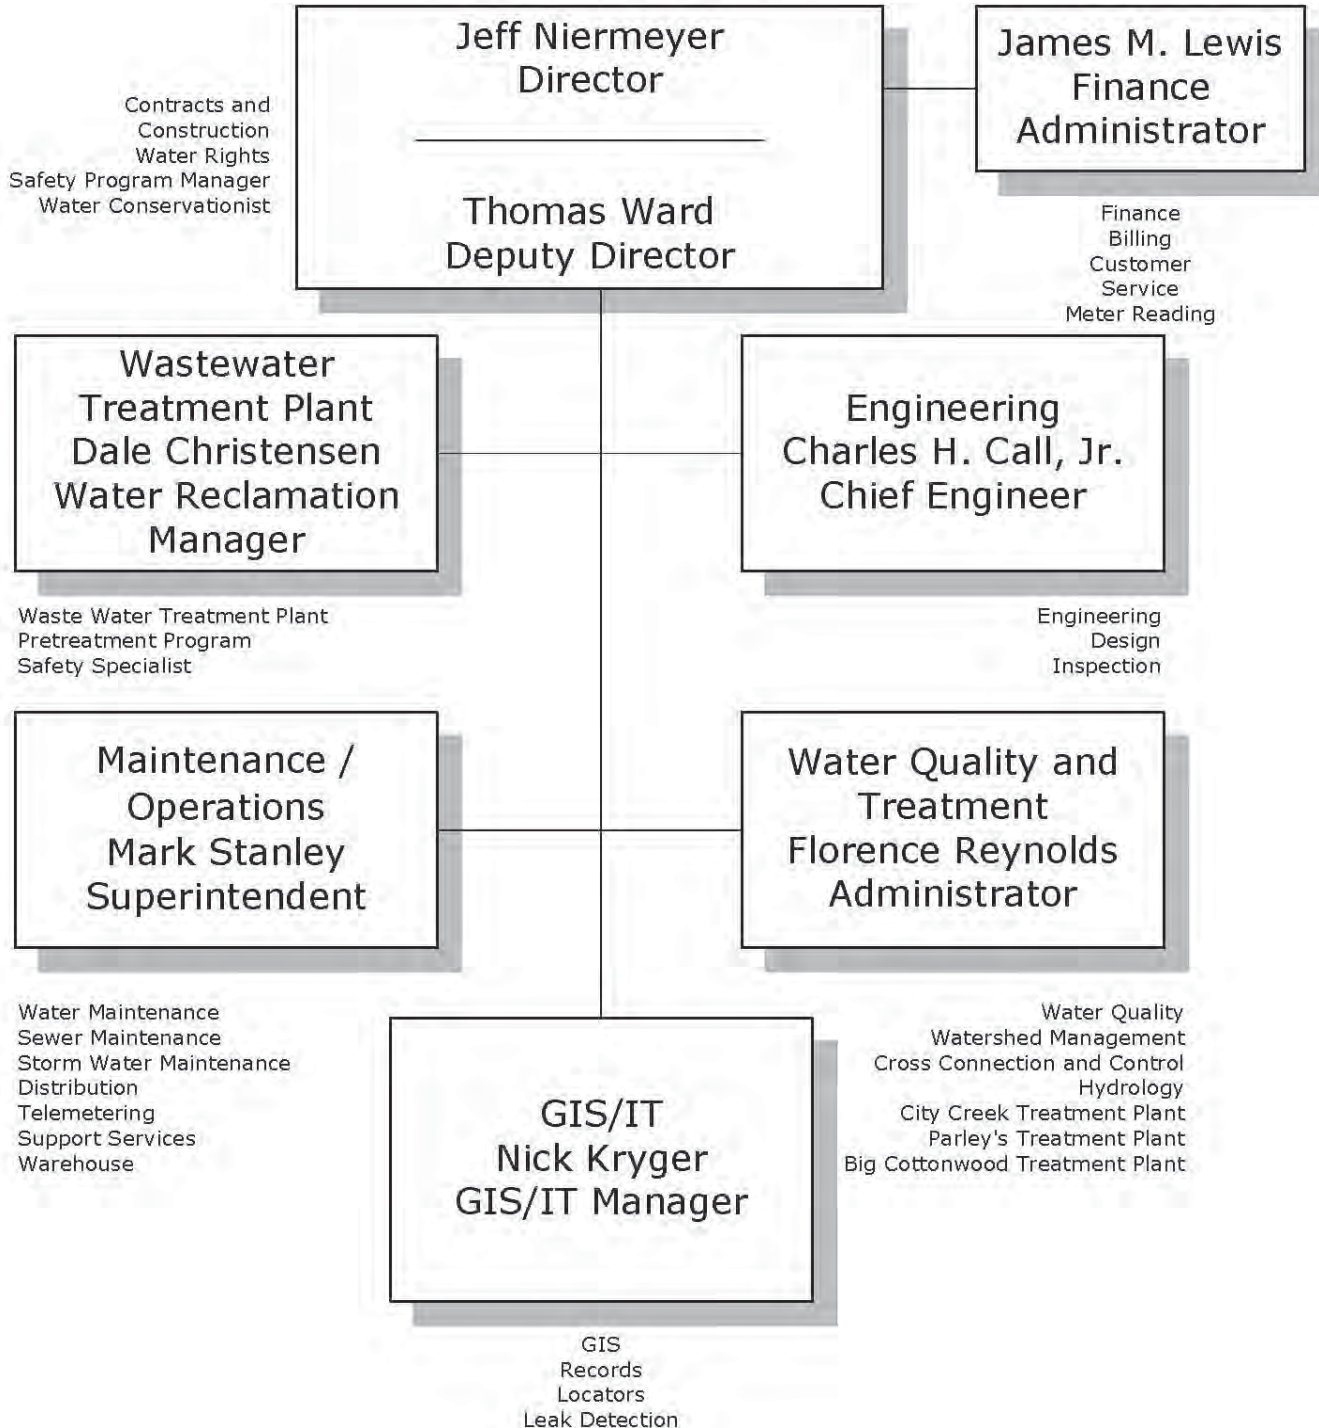 Jeff Niermeyer
Director
Thomas Ward
Deputy Director
Contracts and
Construction
Water Rights
Safety Program Manager
Water Conservationist
James M. Lewis
Finance
Administrator
Finance
Billing
Customer
Service
Meter Reading
Wastewater
Treatment Plant
Dale Christensen
Water Reclamation
Manager
Waste Water Treatment Plant
Pretreatment Program
Safety Specialist
Engineering
Charles H. Call, Jr.
Chief Engineer
Engineering
Design
Inspection
Maintenance /
Operations
Mark Stanley
Superintendent
Water Maintenance
Sewer Maintenance
Storm Water Maintenance
Distribution
Telemetering
Support Services
Warehouse
Water Quality and
Treatment
Florence Reynolds
Administrator
Water Quality
Watershed Management
Cross Connection and Control
Hydrology
City Creek Treatment Plant
Parley's Treatment Plant
Big Cottonwood Treatment Plant
GIS/IT
Nick Kryger
GIS/IT Manager
GIS
Records
Locators
Leak Detection